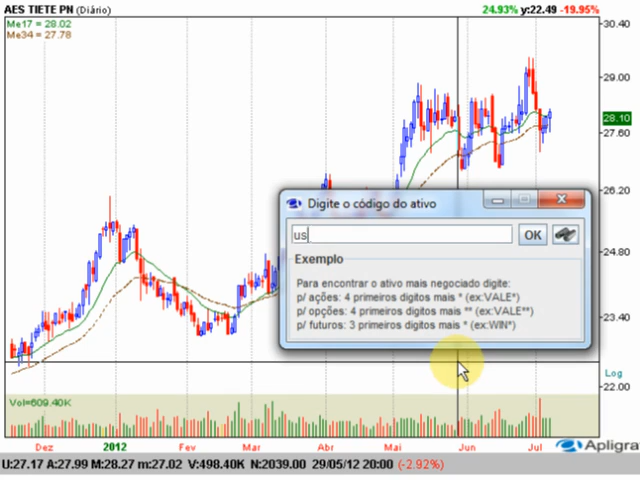 AES TIETE PN (Diário)
24.93% y:22.49 -19.95%
Me17 = 28.02
Me34 = 27.78
30.40
29.00
28.10
27.60
26.20
24.80
23.40
22.00
Digite o código do ativo
us
OK
Exemplo
Para encontrar o ativo mais negociado digite:
p/ ações: 4 primeiros digitos mais * (ex:VALE*)
p/ opções: 4 primeiros digitos mais ** (ex:VALE**)
p/ futuros: 3 primeiros digitos mais * (ex:WIN*)
Log
Vol=609.40K
Dez 2012 Fev Mar Abr Mai Jun Jul
Apligra
U:27.17 A:27.99 M:28.27 m:27.02 V:498.40K N:2039.00 29/05/12 20:00 (-2.92%)